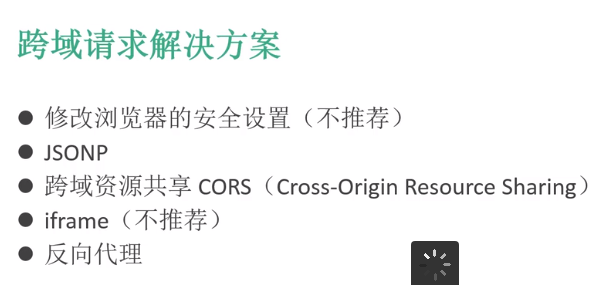 跨域请求解决方案
● 修改浏览器的安全设置（不推荐）
● JSONP
● 跨域资源共享 CORS（Cross-Origin Resource Sharing）
● iframe（不推荐）
● 反向代理